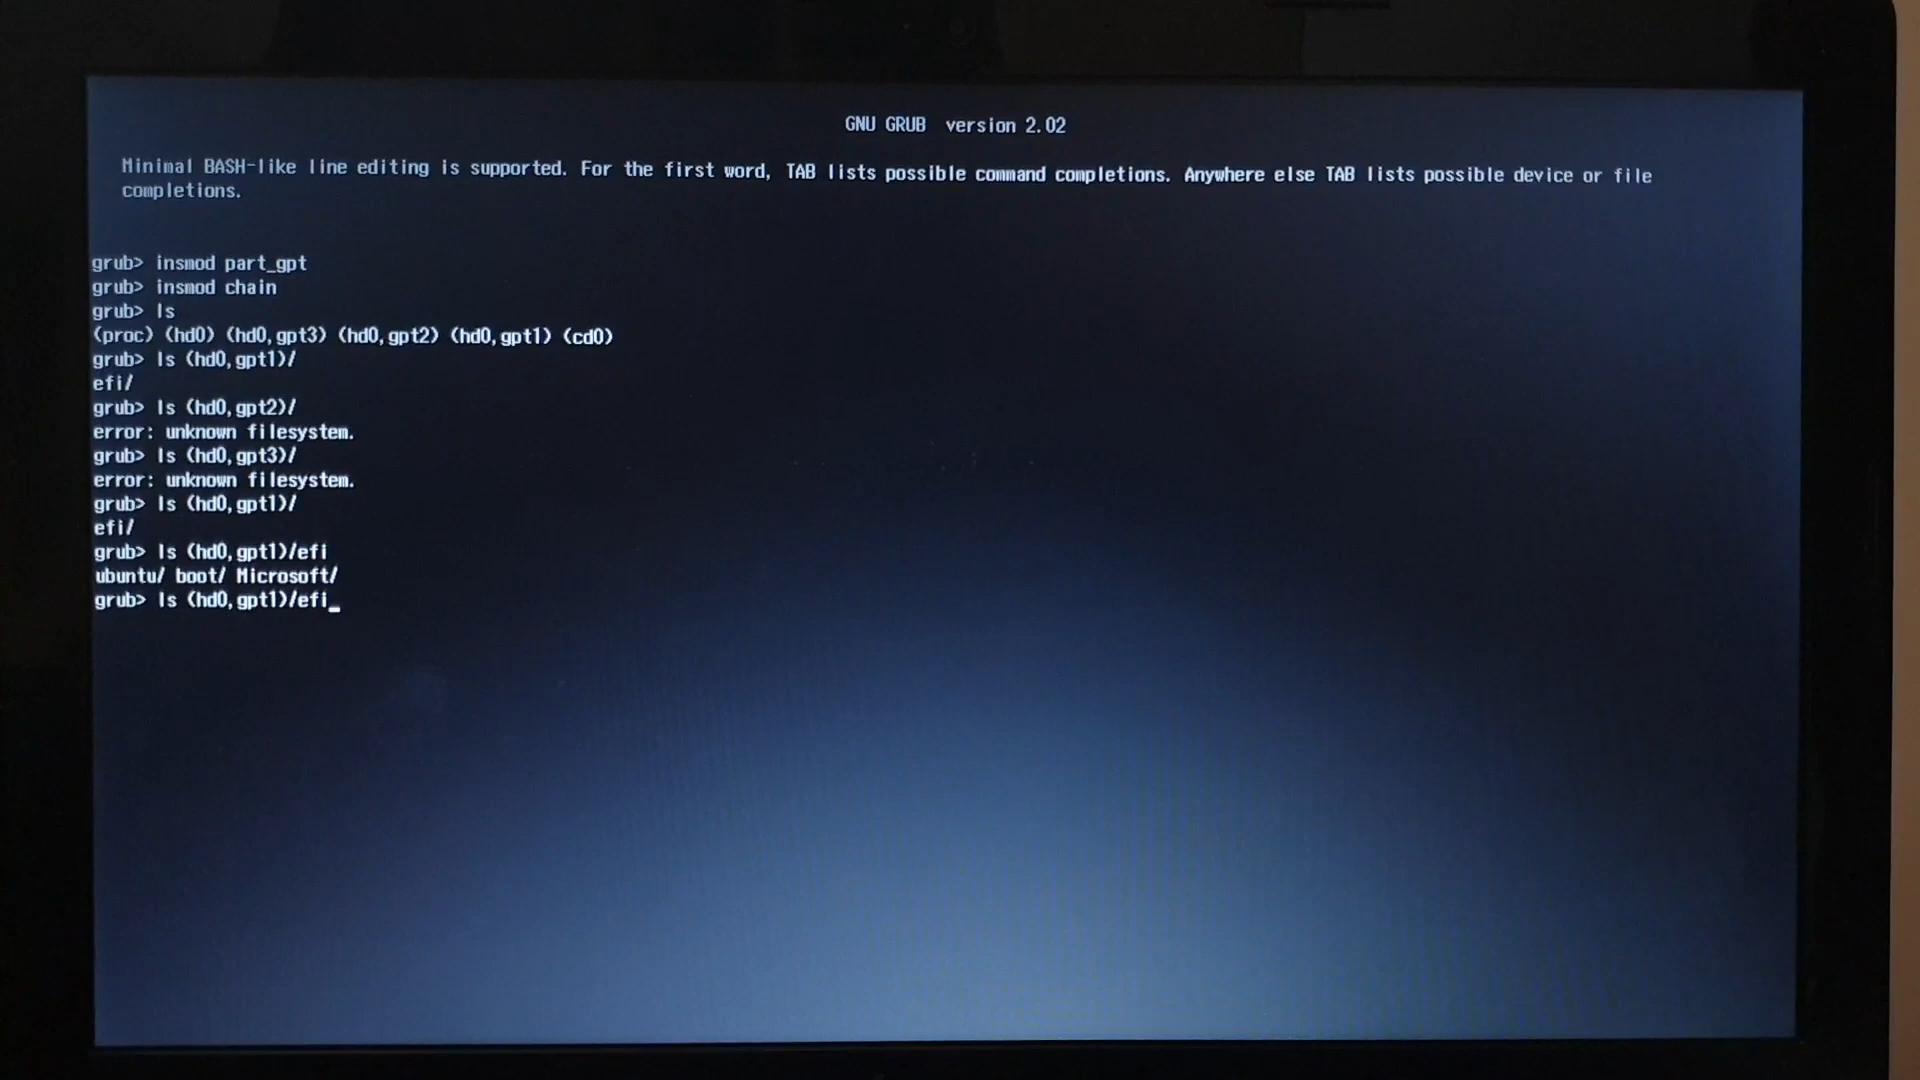 GNU GRUB version 2.02
Minimal BASH-like line editing is supported. For the first word, TAB lists possible command completions. Anywhere else TAB lists possible device or file
completions.
grub> insmod part_gpt
grub> insmod chain
grub> ls
(proc) (hd0) (hd0,gpt3) (hd0,gpt2) (hd0,gpt1) (cd0)
grub> ls (hd0,gpt1)/
efi/
grub> ls (hd0,gpt2)/
error: unknown filesystem.
grub> ls (hd0,gpt3)/
error: unknown filesystem.
grub> ls (hd0,gpt1)/
efi/
grub> ls (hd0,gpt1)/efi
ubuntu/ boot/ Microsoft/
grub> ls (hd0,gpt1)/efi_